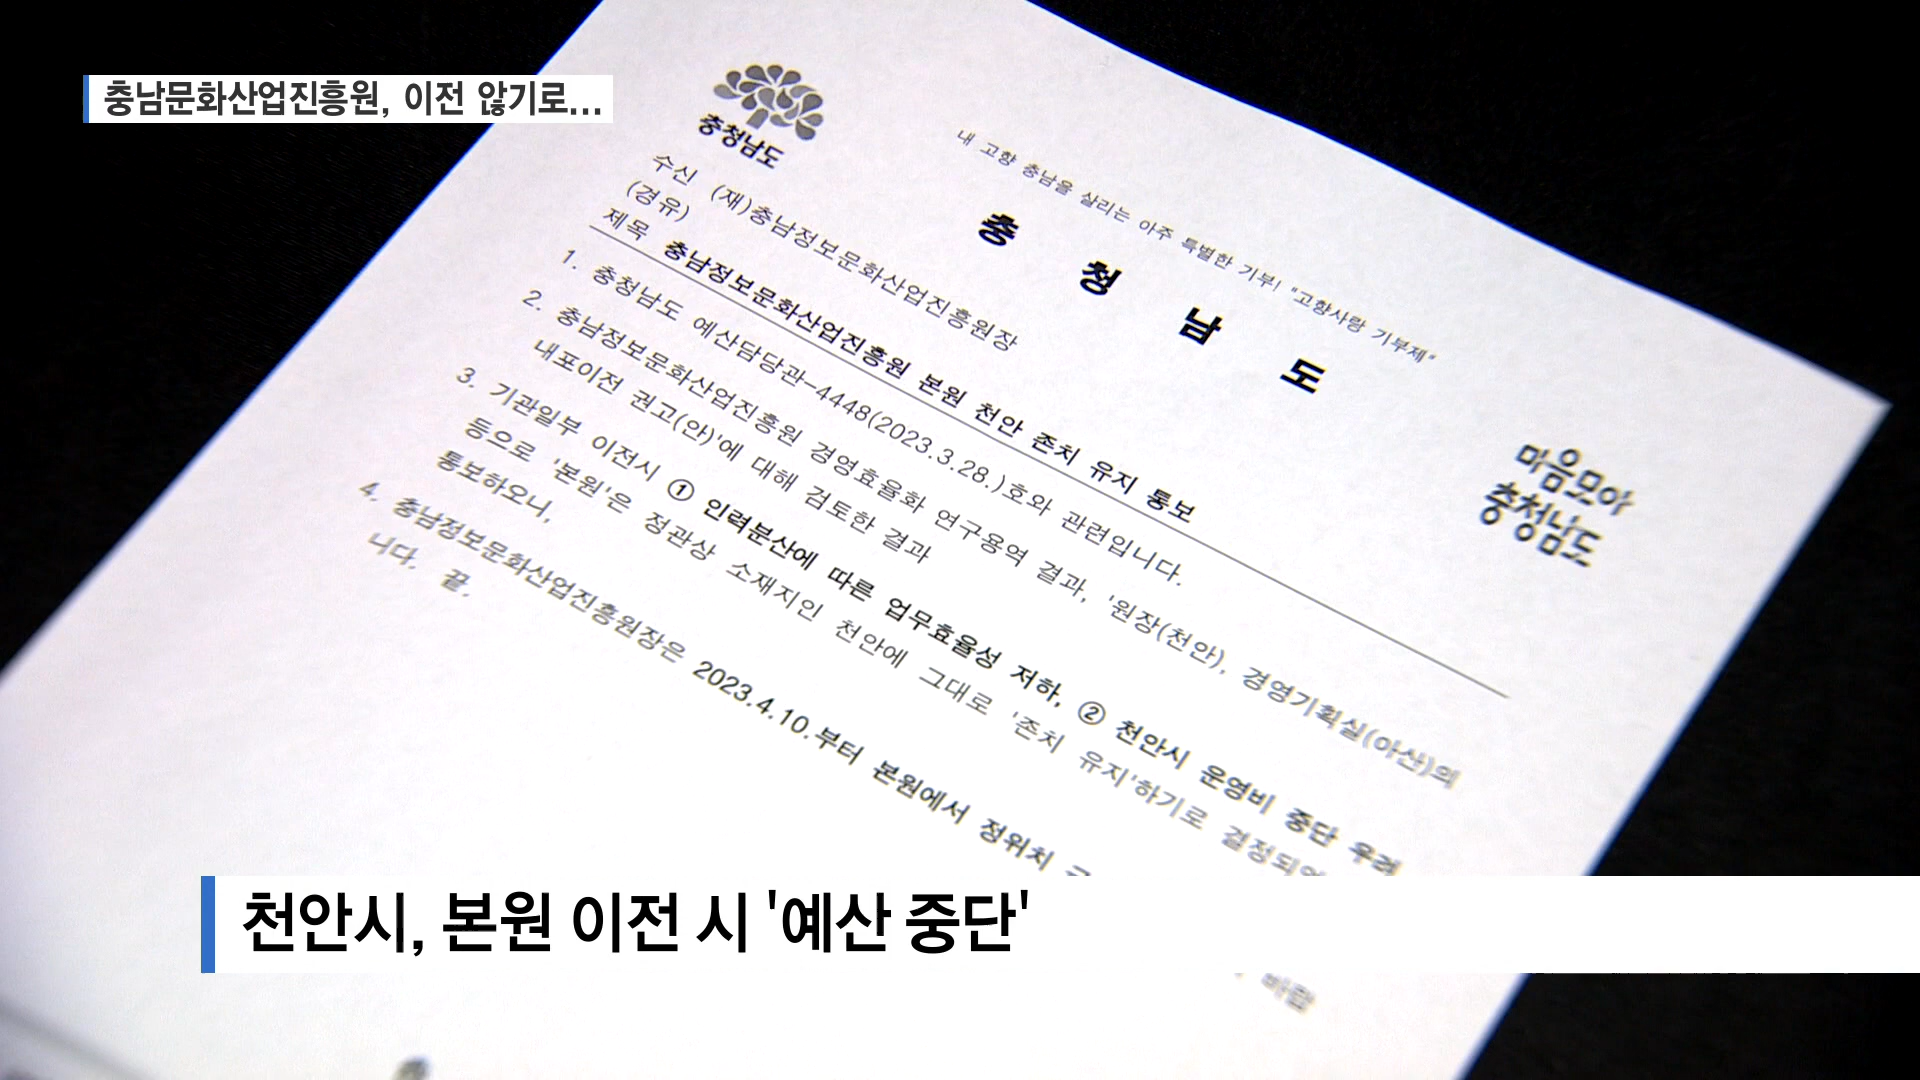 충남문화산업진흥원, 이전 않기로...
충청남도
내 고향 충남을 살리는 아주 특별한 기부! "고향사랑 기부제"
충 청 남 도
마음모아
충청남도
수신 (재)충남정보문화산업진흥원장
(경유)
제목 충남정보문화산업진흥원 본원 천안 존치 유지 통보
1. 충청남도 예산담당관-4448(2023.3.28.)호와 관련입니다.
2. 충남정보문화산업진흥원 경영효율화 연구용역 결과, '원장(천안), 경영기획실(아산)의
내포이전 권고(안)'에 대해 검토한 결과
3. 기관일부 이전시 ① 인력분산에 따른 업무효율성 저하, ② 천안시 운영비 중단 우려
등으로 '본원'은 정관상 소재지인 천안에 그대로 '존치 유지'하기로 결정되었
통보하오니,
4. 충남정보문화산업진흥원장은 2023.4.10.부터 본원에서 정위치
바랍
니다. 끝.
천안시, 본원 이전 시 '예산 중단'